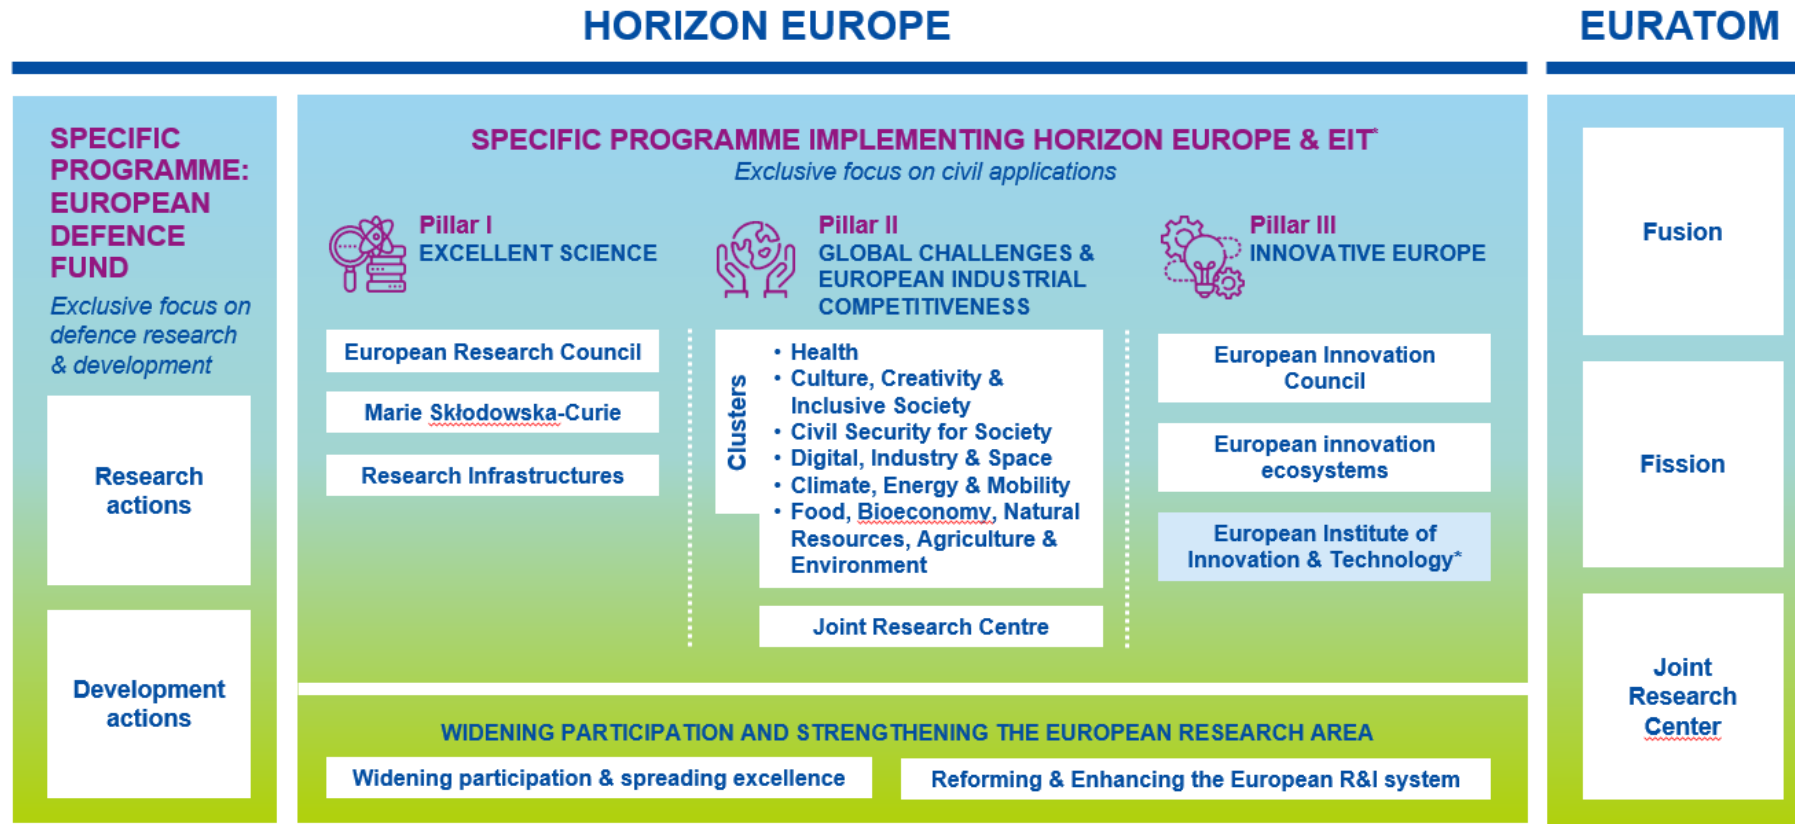 HORIZON EUROPE
EURATOM
SPECIFIC
PROGRAMME:
EUROPEAN
DEFENCE
FUND
Exclusive focus on
defence research
& development
Research
actions
Development
actions
SPECIFIC PROGRAMME IMPLEMENTING HORIZON EUROPE & EIT*
Exclusive focus on civil applications
Pillar I
EXCELLENT SCIENCE
European Research Council
Marie Skłodowska-Curie
Research Infrastructures
Pillar II
GLOBAL CHALLENGES &
EUROPEAN INDUSTRIAL
COMPETITIVENESS
Clusters
• Health
• Culture, Creativity &
Inclusive Society
• Civil Security for Society
• Digital, Industry & Space
• Climate, Energy & Mobility
• Food, Bioeconomy, Natural
Resources, Agriculture &
Environment
Joint Research Centre
Pillar III
INNOVATIVE EUROPE
European Innovation
Council
European innovation
ecosystems
European Institute of
Innovation & Technology*
WIDENING PARTICIPATION AND STRENGTHENING THE EUROPEAN RESEARCH AREA
Widening participation & spreading excellence
Reforming & Enhancing the European R&I system
Fusion
Fission
Joint
Research
Center